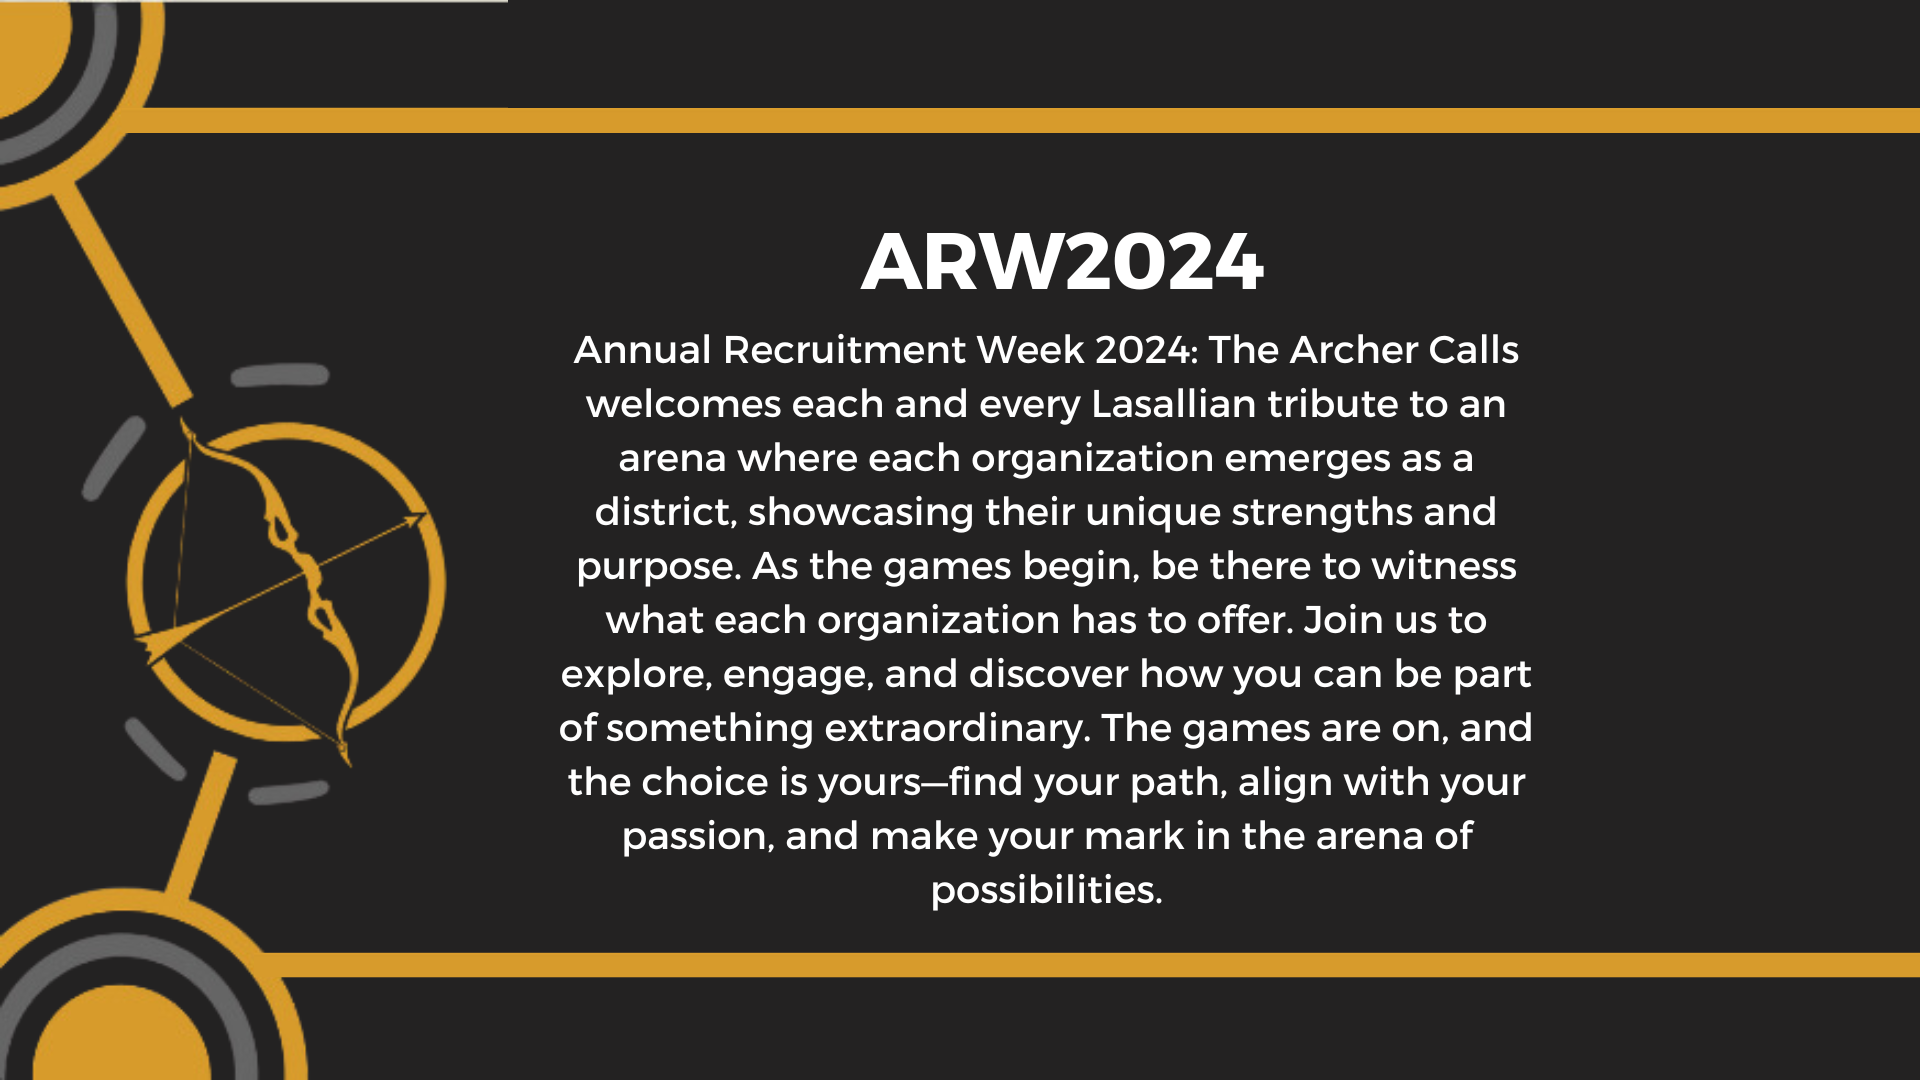 ARW2024
Annual Recruitment Week 2024: The Archer Calls
welcomes each and every Lasallian tribute to an
arena where each organization emerges as a
district, showcasing their unique strengths and
purpose. As the games begin, be there to witness
what each organization has to offer. Join us to
explore, engage, and discover how you can be part
of something extraordinary. The games are on, and
the choice is yours—find your path, align with your
passion, and make your mark in the arena of
possibilities.